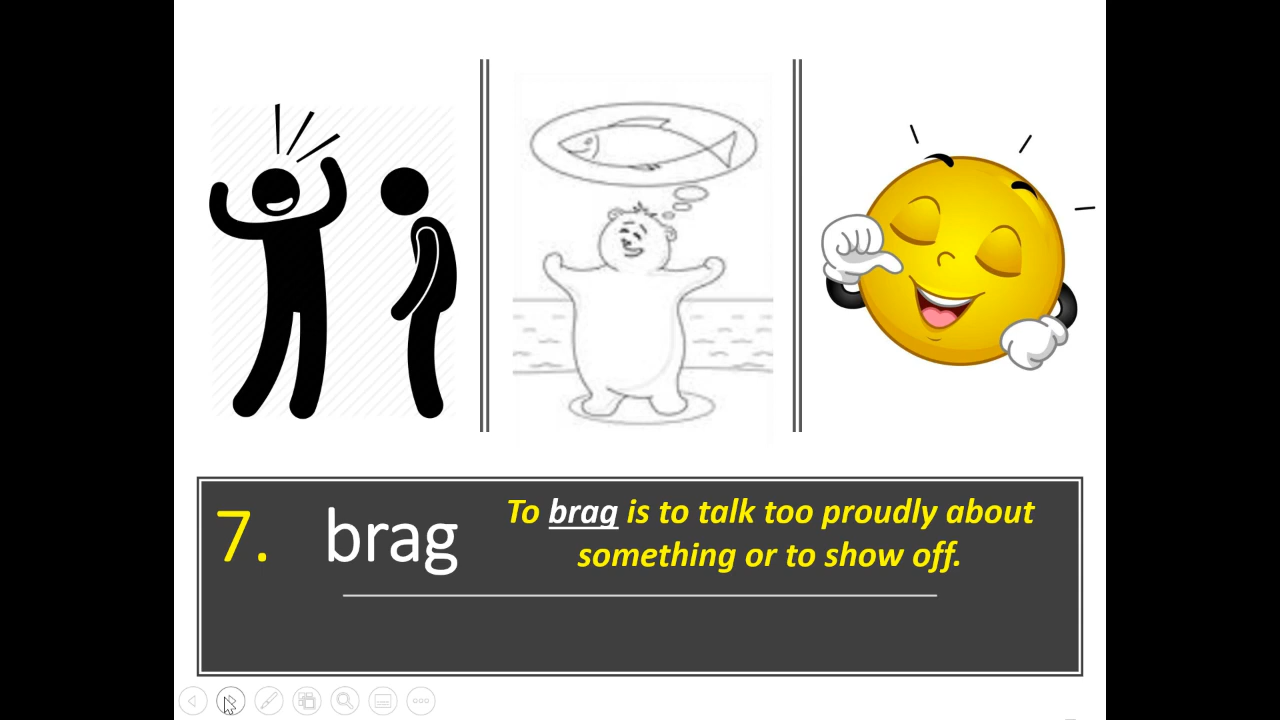 7. brag
To brag is to talk too proudly about
something or to show off.